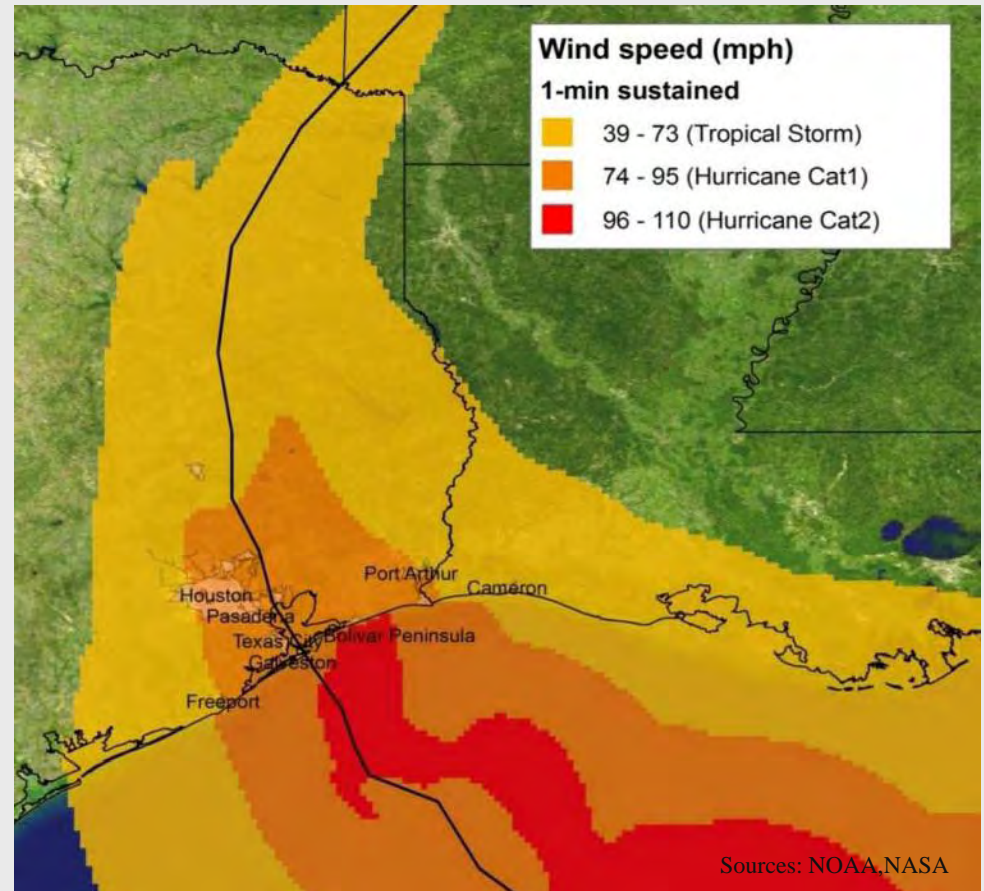 Wind speed (mph)
1-min sustained
39 - 73 (Tropical Storm)
74 - 95 (Hurricane Cat1)
96 - 110 (Hurricane Cat2)
Port Arthur
Cameron
Houston
Pasadena
Texas City
Bolivar Peninsula
Galveston
Freeport
Sources: NOAA,NASA